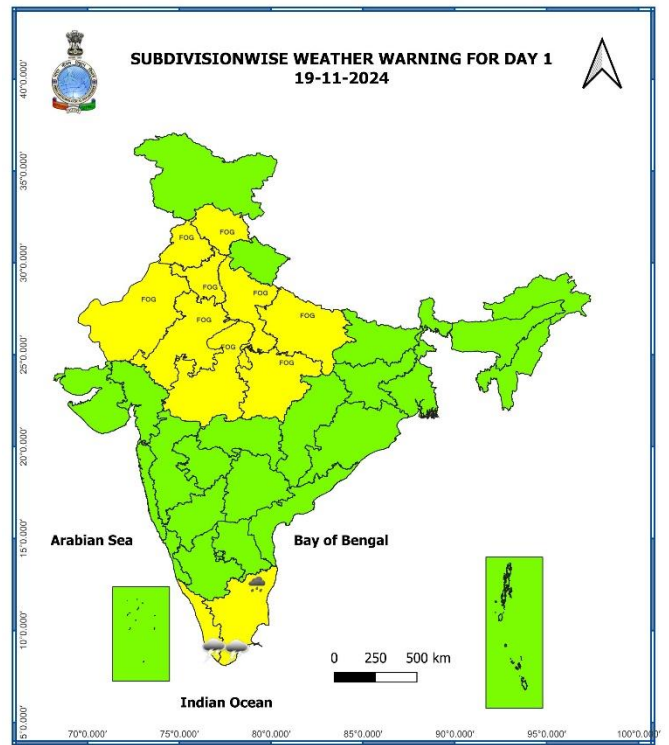 SUBDIVISIONWISE WEATHER WARNING FOR DAY 1
19-11-2024
40°0.000'
35°0.000'
30°0.000'
25°0.000'
20°0.000'
15°0.000'
10°0.000'
5°0.000'
FOG
FOG
FOG
FOG
FOG
FOG
FOG
FOG
FOG
Arabian Sea
Bay of Bengal
0 250 500 km
Indian Ocean
70°0.000' 75°0.000' 80°0.000' 85°0.000' 90°0.000' 95°0.000' 100°0.000'